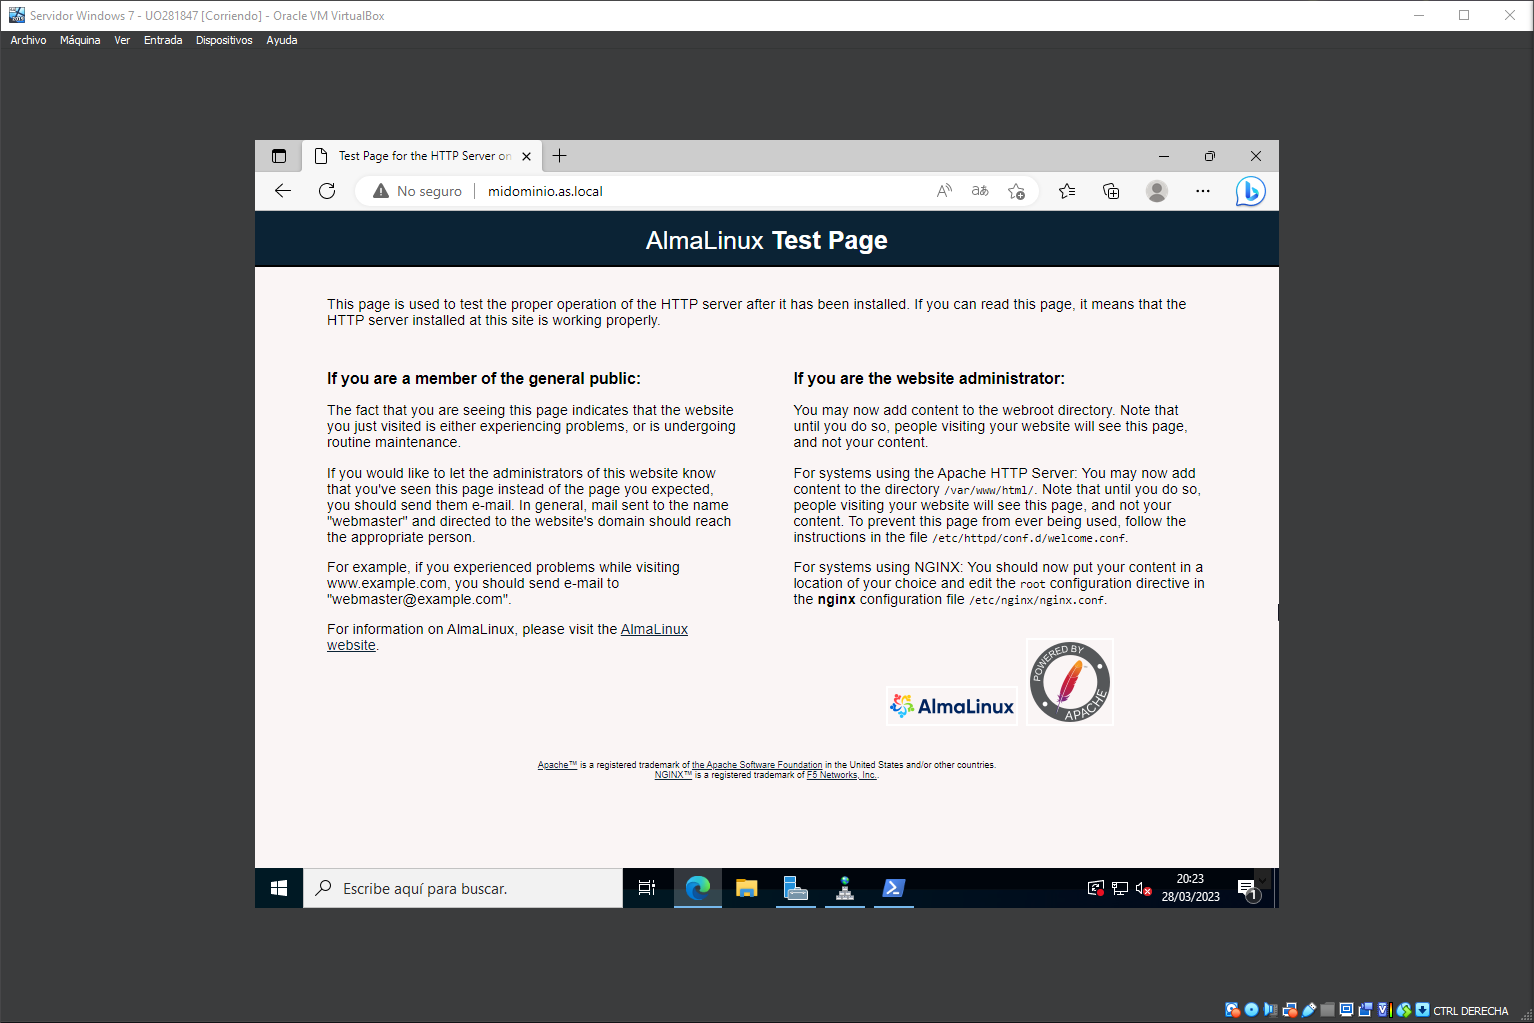 Servidor Windows 7 - UO281847 [Corriendo] - Oracle VM VirtualBox
Archivo Máquina Ver Entrada Dispositivos Ayuda
Test Page for the HTTP Server on
No seguro midominio.as.local
AlmaLinux Test Page
This page is used to test the proper operation of the HTTP server after it has been installed. If you can read this page, it means that the
HTTP server installed at this site is working properly.
If you are a member of the general public:
The fact that you are seeing this page indicates that the website
you just visited is either experiencing problems, or is undergoing
routine maintenance.
If you would like to let the administrators of this website know
that you've seen this page instead of the page you expected,
you should send them e-mail. In general, mail sent to the name
"webmaster" and directed to the website's domain should reach
the appropriate person.
For example, if you experienced problems while visiting
www.example.com, you should send e-mail to
"webmaster@example.com".
For information on AlmaLinux, please visit the AlmaLinux
website.
If you are the website administrator:
You may now add content to the webroot directory. Note that
until you do so, people visiting your website will see this page,
and not your content.
For systems using the Apache HTTP Server: You may now add
content to the directory /var/www/html/. Note that until you do so,
people visiting your website will see this page, and not your
content. To prevent this page from ever being used, follow the
instructions in the file /etc/httpd/conf.d/welcome.conf.
For systems using NGINX: You should now put your content in a
location of your choice and edit the root configuration directive in
the nginx configuration file /etc/nginx/nginx.conf.
AlmaLinux
POWERED BY
APACHE
Apache™ is a registered trademark of the Apache Software Foundation in the United States and/or other countries.
NGINX™ is a registered trademark of F5 Networks, Inc..
Escribe aquí para buscar.
20:23
28/03/2023
1
CTRL DERECHA